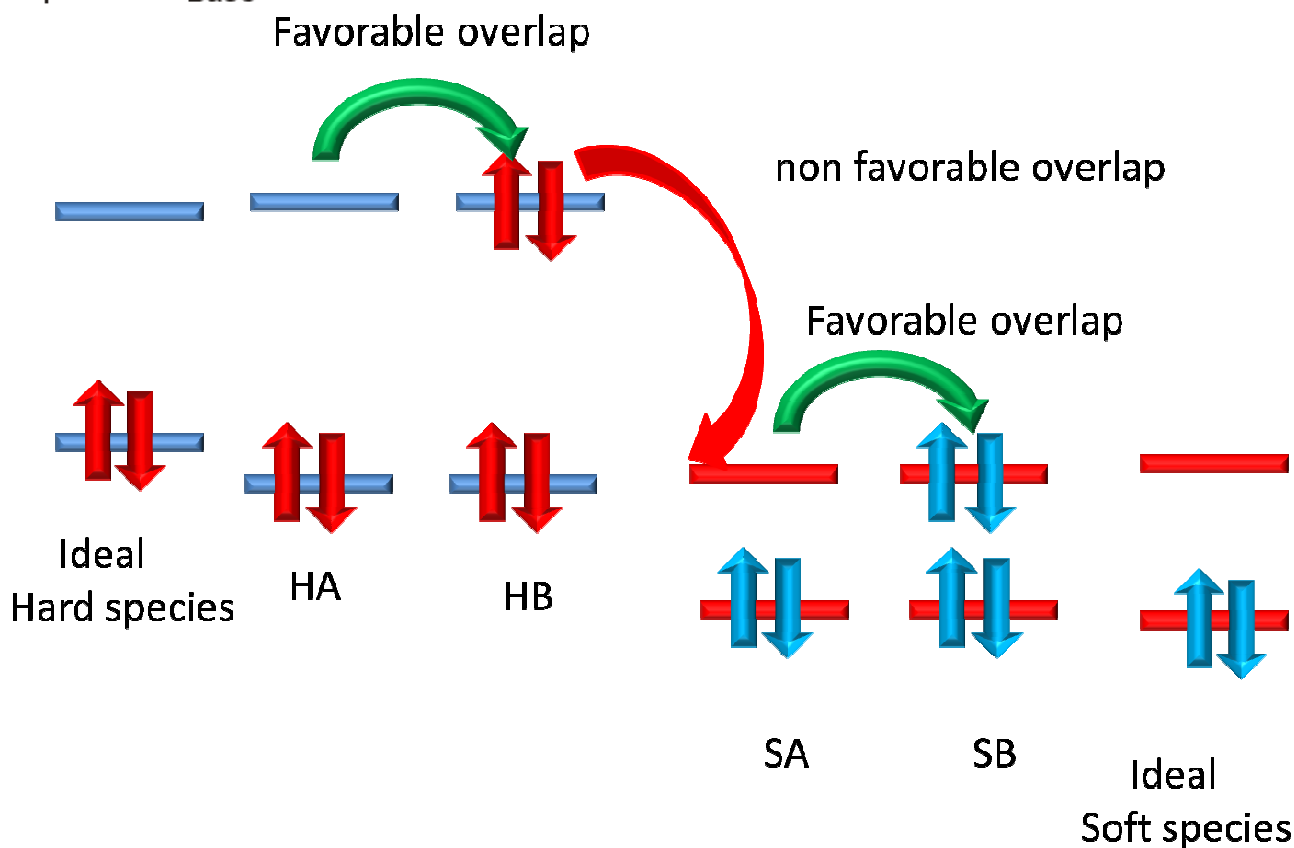 Favorable overlap
non favorable overlap
Favorable overlap
Ideal
Hard species
HA
HB
SA
SB
Ideal
Soft species